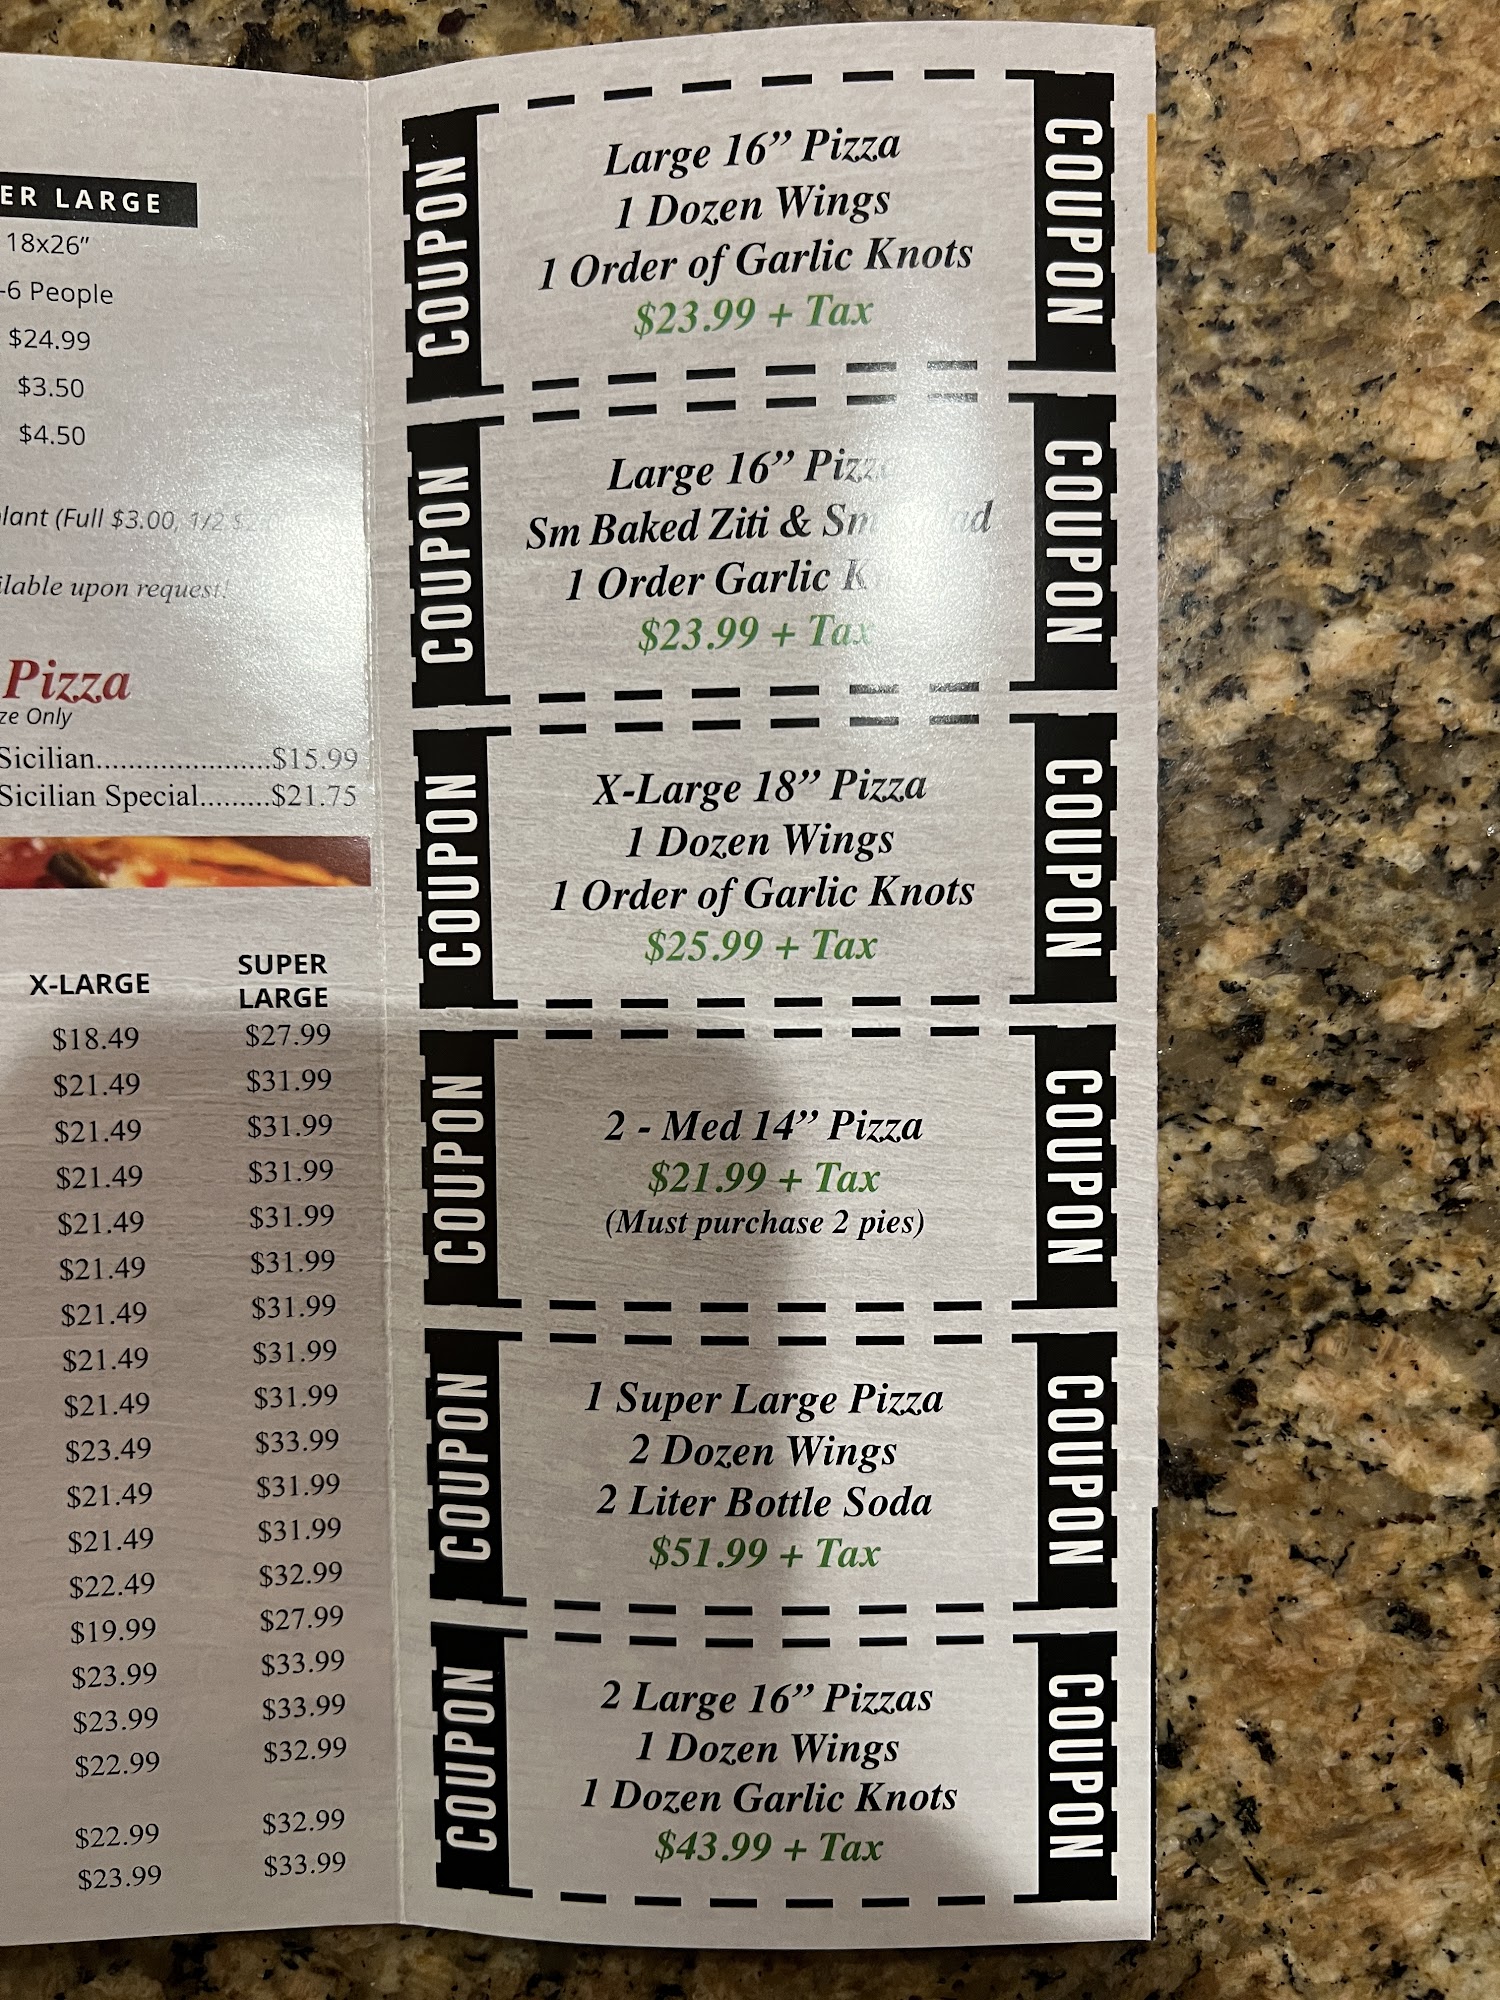 ER LARGE
18x26”
-6 People
$24.99
$3.50
$4.50
lant (Full $3.00, 1/2
ilable upon request!
Pizza
ze Only
Sicilian......................$15.99
Sicilian Special.........$21.75
X-LARGE
SUPER
LARGE
$18.49 $27.99
$21.49 $31.99
$21.49 $31.99
$21.49 $31.99
$21.49 $31.99
$21.49 $31.99
$21.49 $31.99
$21.49 $31.99
$21.49 $31.99
$23.49 $33.99
$21.49 $31.99
$21.49 $31.99
$22.49 $32.99
$19.99 $27.99
$23.99 $33.99
$23.99 $33.99
$22.99 $32.99
$22.99 $32.99
$23.99 $33.99
COUPON
Large 16” Pizza
1 Dozen Wings
1 Order of Garlic Knots
$23.99 + Tax
COUPON
COUPON
Large 16” Pizza
Sm Baked Ziti & Sm
1 Order Garlic K
$23.99 + Tax
COUPON
COUPON
X-Large 18” Pizza
1 Dozen Wings
1 Order of Garlic Knots
$25.99 + Tax
COUPON
COUPON
2 - Med 14” Pizza
$21.99 + Tax
(Must purchase 2 pies)
COUPON
COUPON
1 Super Large Pizza
2 Dozen Wings
2 Liter Bottle Soda
$51.99 + Tax
COUPON
COUPON
2 Large 16” Pizzas
1 Dozen Wings
1 Dozen Garlic Knots
$43.99 + Tax
COUPON